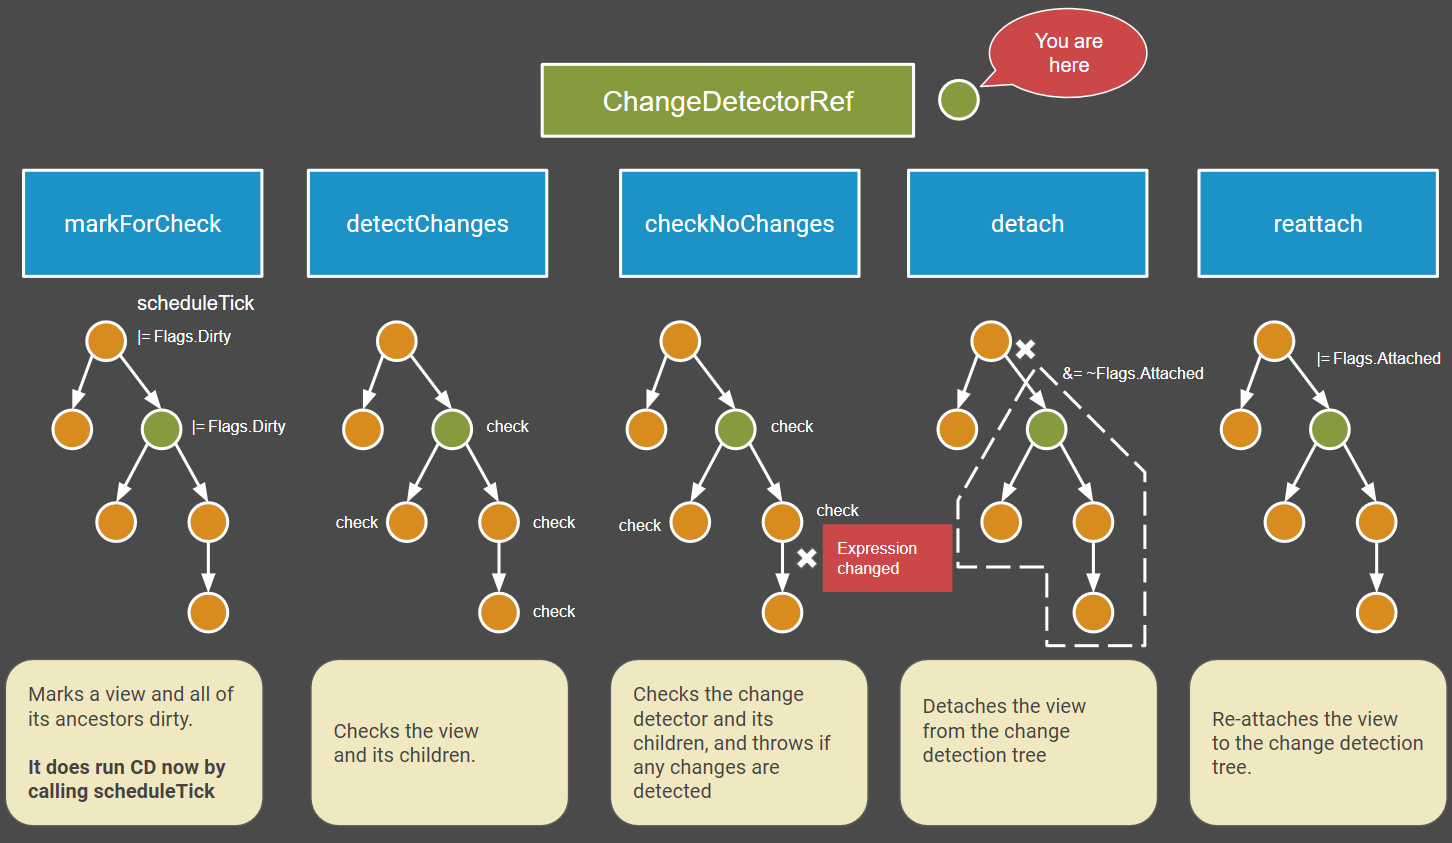 You are
here
ChangeDetectorRef
markForCheck
detectChanges
checkNoChanges
detach
reattach
scheduleTick
|= Flags.Dirty
|= Flags.Dirty
check
check
check
check
check
check
check
Expression
changed
&= ~Flags.Attached
|= Flags.Attached
Marks a view and all of
its ancestors dirty.
It does run CD now by
calling scheduleTick
Checks the view
and its children.
Checks the change
detector and its
children, and throws if
any changes are
detected
Detaches the view
from the change
detection tree
Re-attaches the view
to the change detection
tree.